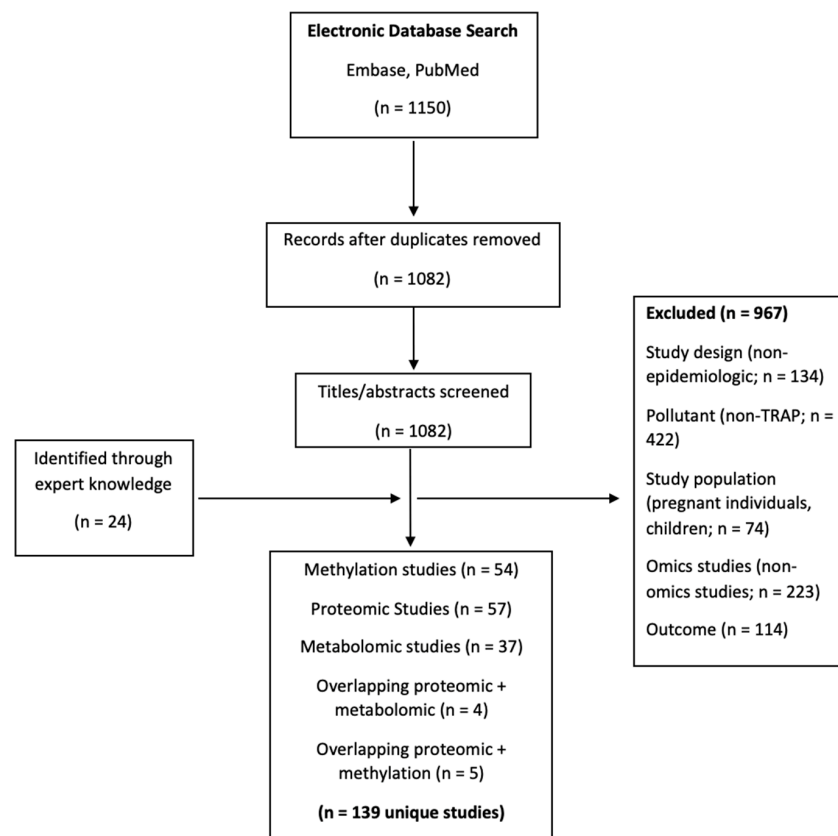 Electronic Database Search
Embase, PubMed
(n = 1150)
Records after duplicates removed
(n = 1082)
Titles/abstracts screened
(n = 1082)
Identified through
expert knowledge
(n = 24)
Excluded (n = 967)
Study design (non-
epidemiologic; n = 134)
Pollutant (non-TRAP; n =
422)
Study population
(pregnant individuals,
children; n = 74)
Omics studies (non-
omics studies; n = 223)
Outcome (n = 114)
Methylation studies (n = 54)
Proteomic Studies (n = 57)
Metabolomic studies (n = 37)
Overlapping proteomic +
metabolomic (n = 4)
Overlapping proteomic +
methylation (n = 5)
(n = 139 unique studies)